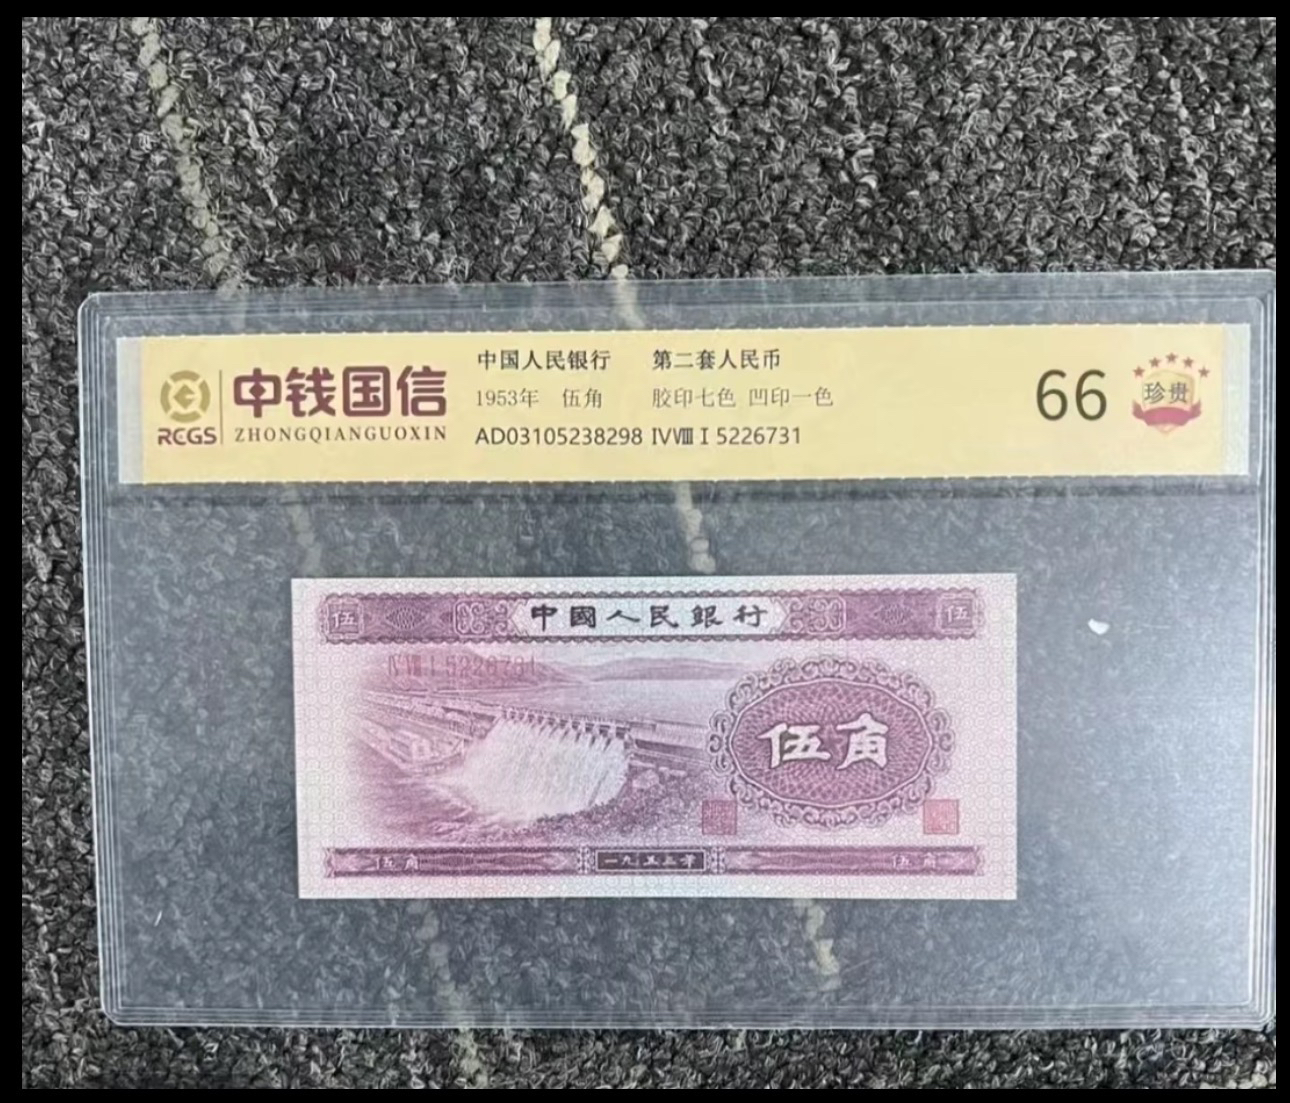 中钱国信
RCGS
ZHONGQIANGUOXIN
中国人民银行 第二套人民币
1953年 伍角 胶印七色 凹印一色
AD03105238298 IVⅧ I 5226731
66
珍贵
中國人民銀行
伍 伍
IV Ⅷ I 5226731
伍角
伍角 一九五三年 伍角